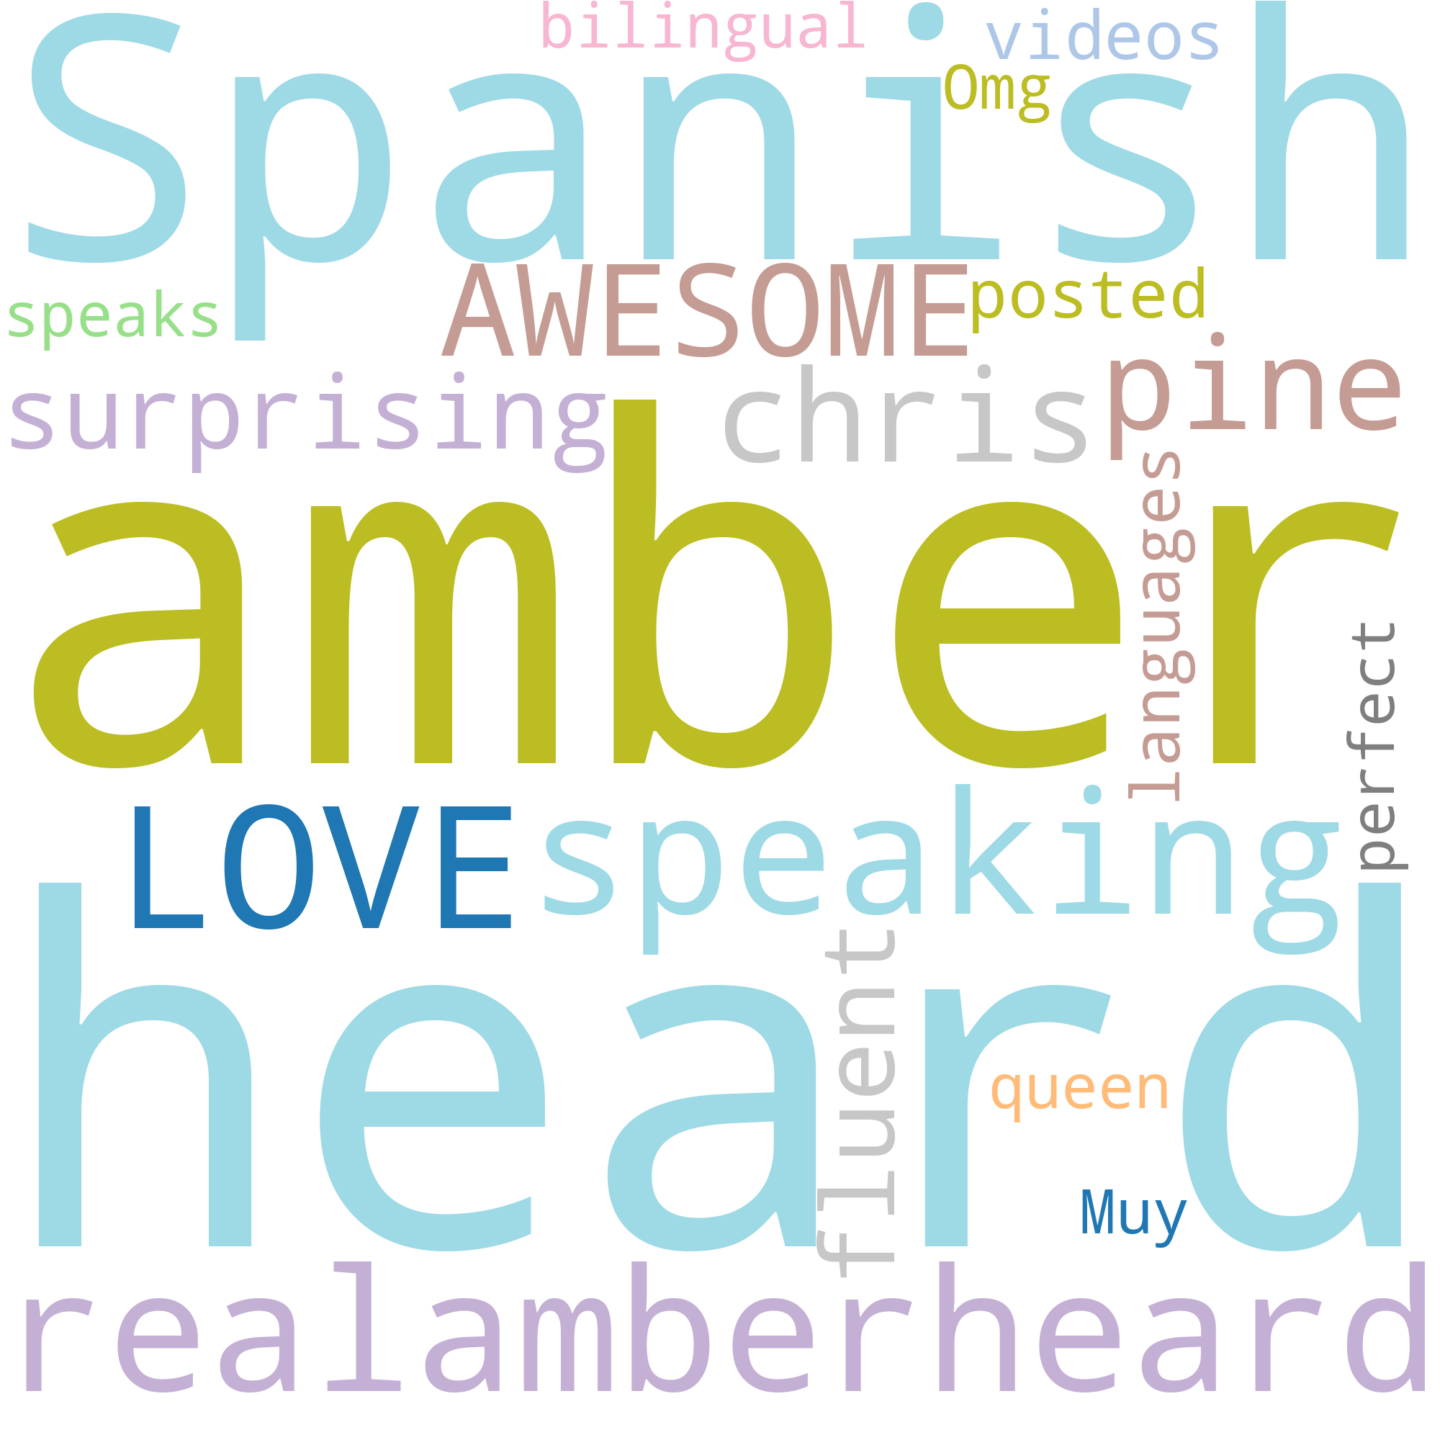 bilingual
videos
Spanish
Omg
speaks
AWESOME
posted
surprising
chris
pine
amber
languages
perfect
LOVE
speaking
heard
fluent
queen
Muy
realamberheard